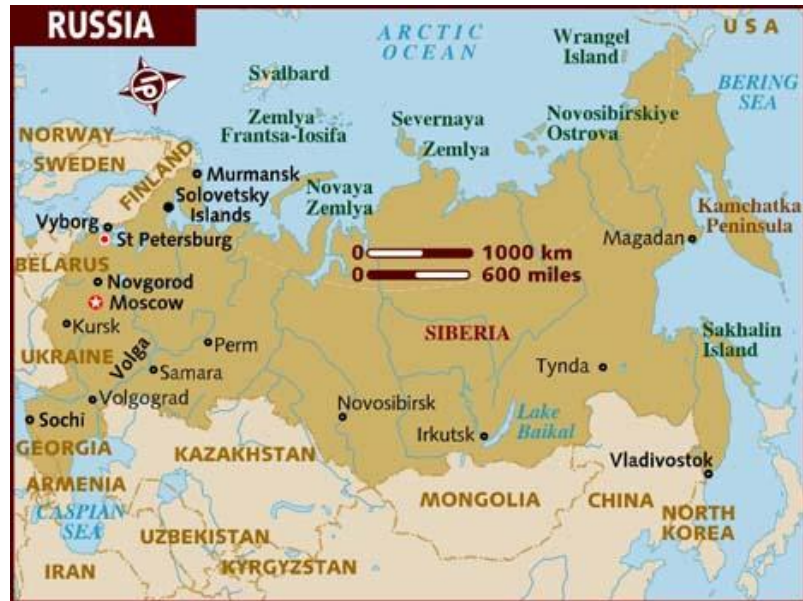 RUSSIA
ARCTIC
OCEAN
Wrangel
Island
USA
BERING
SEA
Svalbard
Zemlya
Frantsa-Iosifa
Severnaya
Zemlya
Novosibirskiye
Ostrova
NORWAY
SWEDEN
FINLAND
Murmansk
Solovetsky
Islands
Novaya
Zemlya
Kamchatka
Peninsula
Vyborg
St Petersburg
Magadan
0 1000 km
0 600 miles
BELARUS
Novgorod
Moscow
Kursk
SIBERIA
Sakhalin
Island
UKRAINE
Volga
Perm
Samara
Tynda
Volgograd
Novosibirsk
Lake
Baikal
Sochi
Irkutsk
GEORGIA
KAZAKHSTAN
Vladivostok
ARMENIA
MONGOLIA
CHINA
NORTH
KOREA
CASPIAN
SEA
UZBEKISTAN
IRAN
KYRGYZSTAN